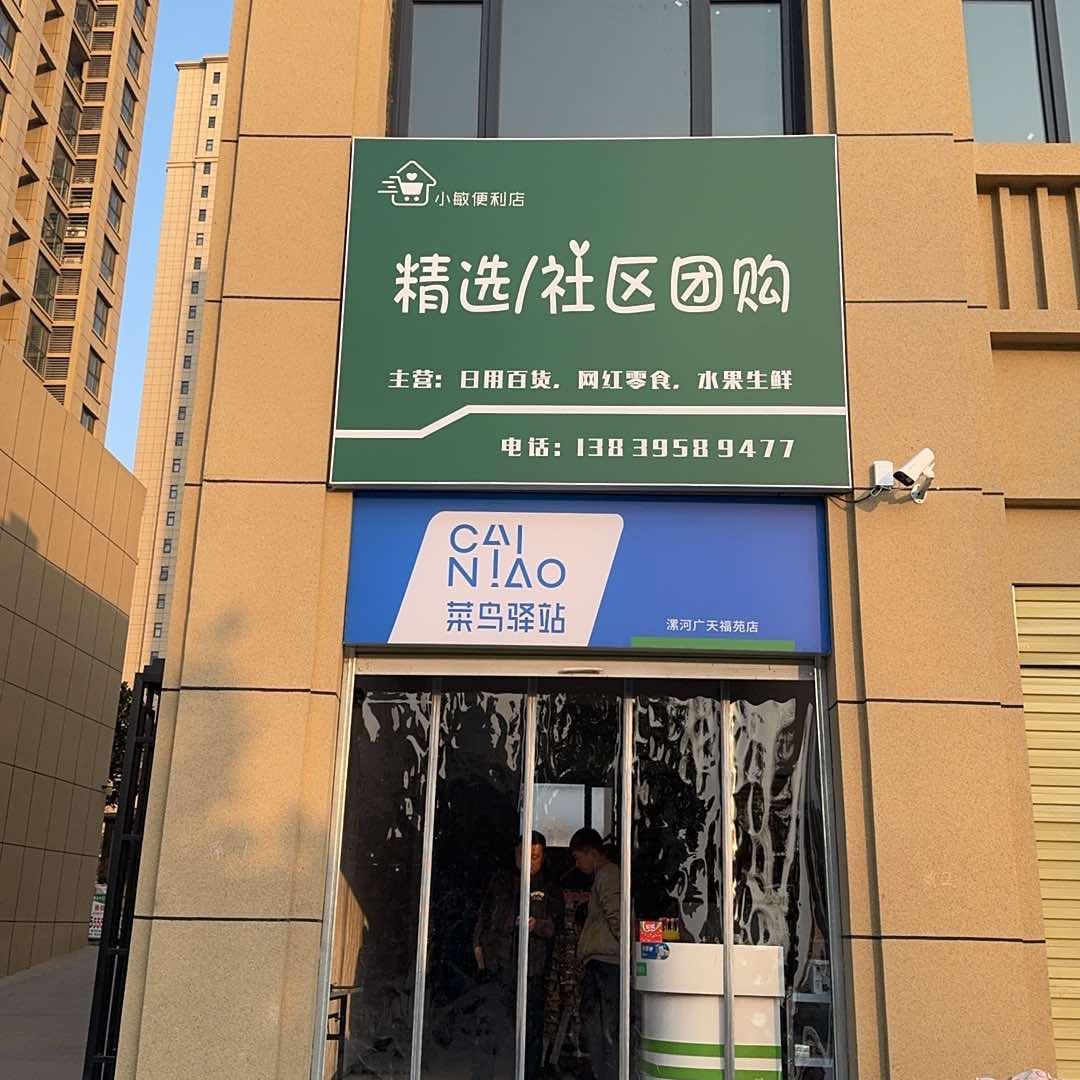 小敏便利店
精选/社区团购
主营：日用百货，网红零食，水果生鲜
电话：13839589477
CAI
NIAO
菜鸟驿站
漯河广天福苑店